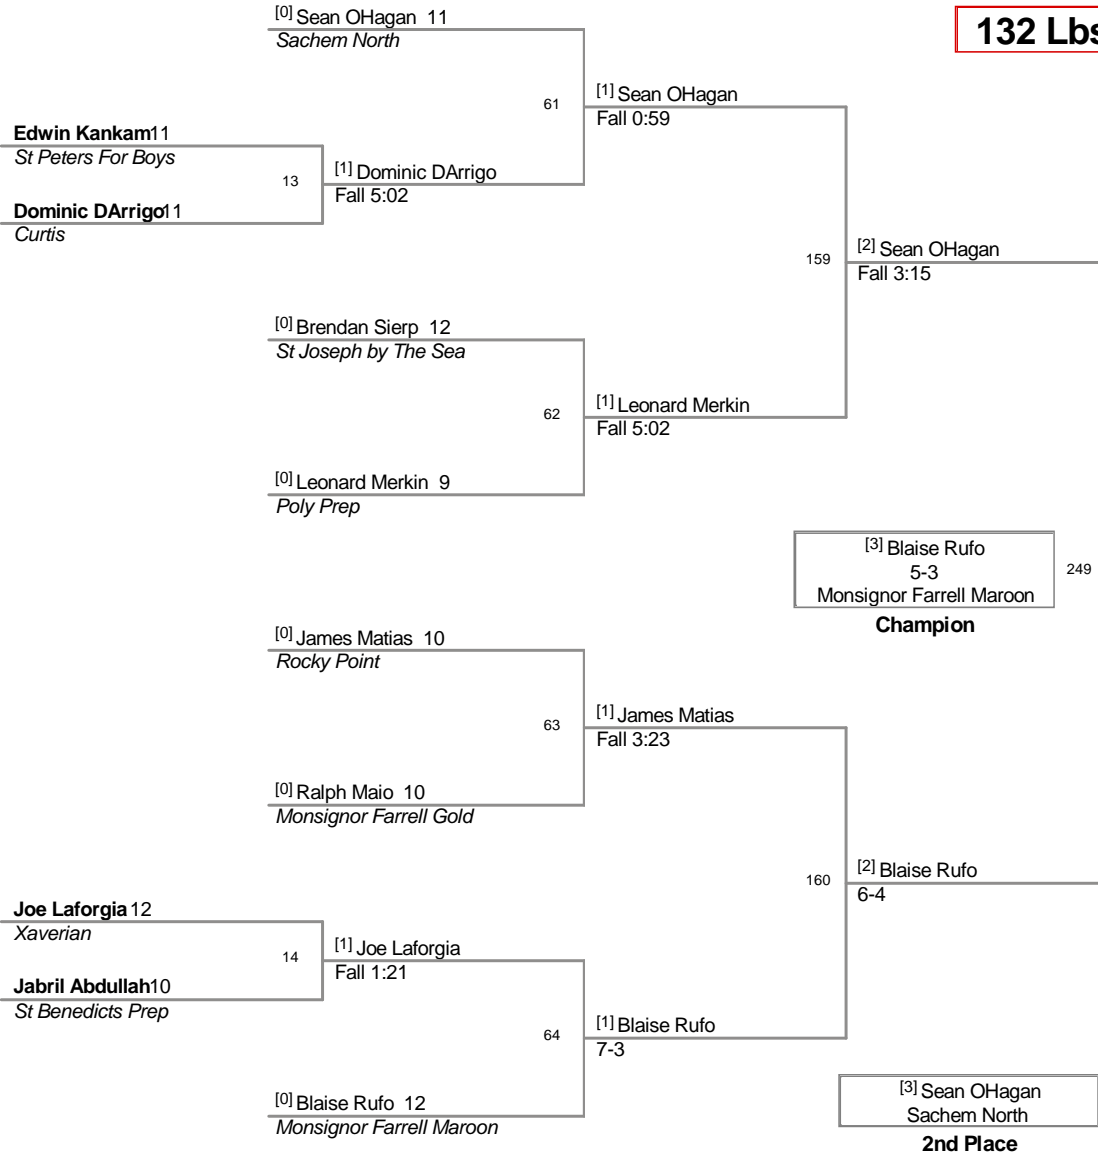 [0] Sean OHagan 11
Sachem North
132 Lbs
61
[1] Sean OHagan
Fall 0:59
Edwin Kankam11
St Peters For Boys
13
[1] Dominic DArrigo
Fall 5:02
Dominic DArrigo11
Curtis
159
[2] Sean OHagan
Fall 3:15
[0] Brendan Sierp 12
St Joseph by The Sea
62
[1] Leonard Merkin
Fall 5:02
[0] Leonard Merkin 9
Poly Prep
[3] Blaise Rufo
5-3
Monsignor Farrell Maroon
249
Champion
[0] James Matias 10
Rocky Point
63
[1] James Matias
Fall 3:23
[0] Ralph Maio 10
Monsignor Farrell Gold
160
[2] Blaise Rufo
6-4
Joe Laforgia 12
Xaverian
14
[1] Joe Laforgia
Fall 1:21
Jabril Abdullah10
St Benedicts Prep
64
[1] Blaise Rufo
7-3
[0] Blaise Rufo 12
Monsignor Farrell Maroon
[3] Sean OHagan
Sachem North
2nd Place